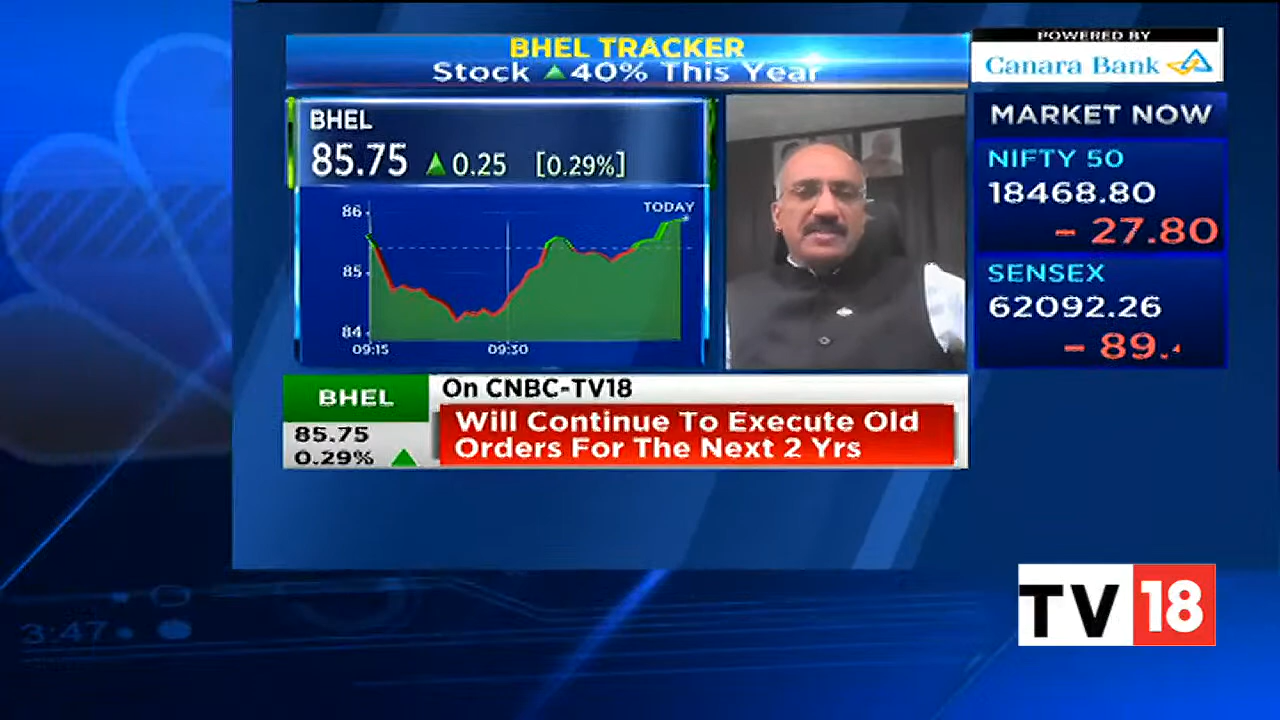 BHEL TRACKER
Stock ▲40% This Year
POWERED BY
Canara Bank
BHEL
85.75 ▲ 0.25 [0.29%]
TODAY
86
85
84
09:15 09:30
MARKET NOW
NIFTY 50
18468.80
- 27.80
SENSEX
62092.26
- 89.
BHEL
85.75
0.29% ▲
On CNBC-TV18
Will Continue To Execute Old
Orders For The Next 2 Yrs
3:47
TV18